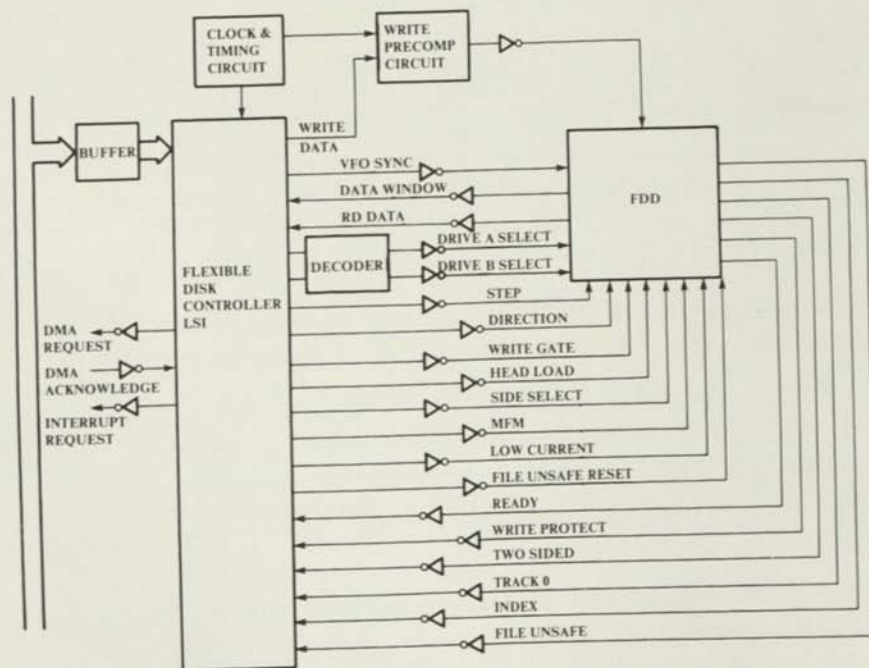 CLOCK &
TIMING
CIRCUIT
WRITE
PRECOMP
CIRCUIT
BUFFER
WRITE
DATA
VFO SYNC
DATA WINDOW
RD DATA
FDD
DECODER
DRIVE A SELECT
DRIVE B SELECT
FLEXIBLE
DISK
CONTROLLER
LSI
STEP
DIRECTION
DMA
REQUEST
WRITE GATE
DMA
ACKNOWLEDGE
HEAD LOAD
SIDE SELECT
INTERRUPT
REQUEST
MFM
LOW CURRENT
FILE UNSAFE RESET
READY
WRITE PROTECT
TWO SIDED
TRACK 0
INDEX
FILE UNSAFE